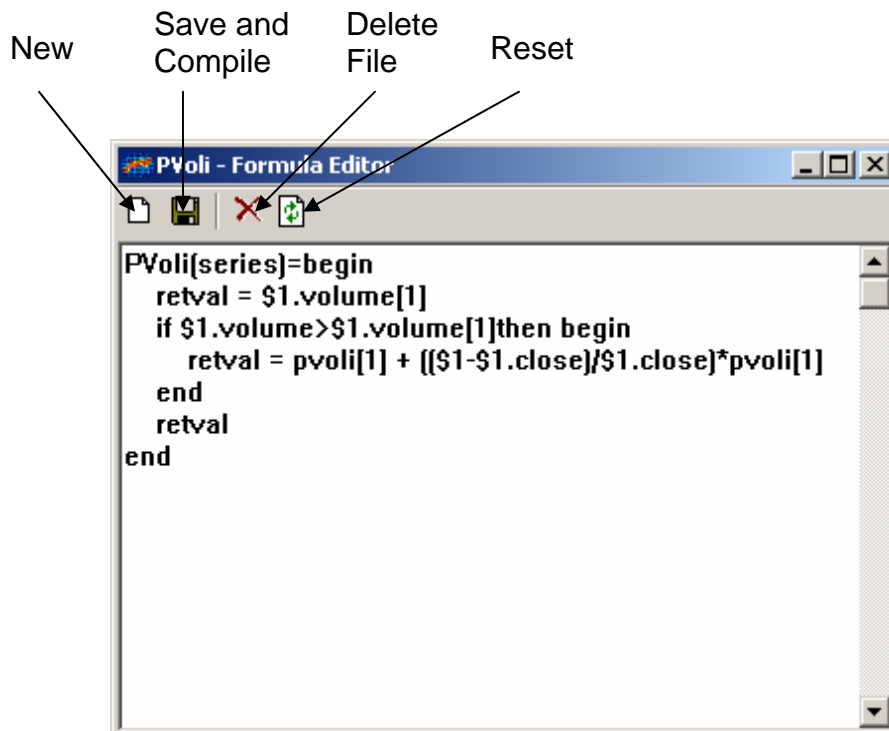 New
Save and
Compile
Delete
File
Reset
PVoli - Formula Editor
PVoli(series)=begin
retval = $1.volume[1]
if $1.volume>$1.volume[1]then begin
retval = pvoli[1] + (($1-$1.close)/$1.close)*pvoli[1]
end
retval
end